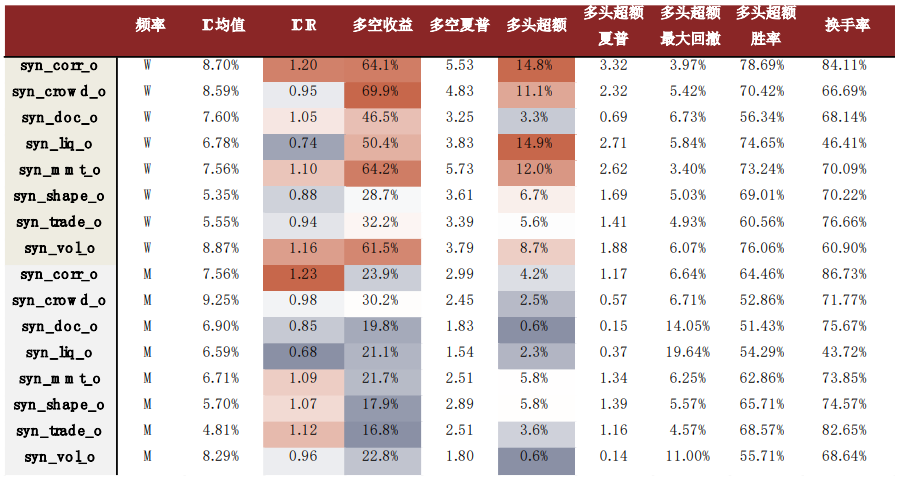 频率 IC均值 ICIR 多空收益 多空夏普 多头超额 多头超额夏普 多头超额最大回撤 多头超额胜率 换手率
syn_corr_o W 8.70% 1.20 64.1% 5.53 14.8% 3.32 3.97% 78.69% 84.11%
syn_crowd_o W 8.59% 0.95 69.9% 4.83 11.1% 2.32 5.42% 70.42% 66.69%
syn_doc_o W 7.60% 1.05 46.5% 3.25 3.3% 0.69 6.73% 56.34% 68.14%
syn_liq_o W 6.78% 0.74 50.4% 3.83 14.9% 2.71 5.84% 74.65% 46.41%
syn_mmt_o W 7.56% 1.10 64.2% 5.73 12.0% 2.62 3.40% 73.24% 70.09%
syn_shape_o W 5.35% 0.88 28.7% 3.61 6.7% 1.69 5.03% 69.01% 70.22%
syn_trade_o W 5.55% 0.94 32.2% 3.39 5.6% 1.41 4.93% 60.56% 76.66%
syn_vol_o W 8.87% 1.16 61.5% 3.79 8.7% 1.88 6.07% 76.06% 60.90%
syn_corr_o M 7.56% 1.23 23.9% 2.99 4.2% 1.17 6.64% 64.46% 86.73%
syn_crowd_o M 9.25% 0.98 30.2% 2.45 2.5% 0.57 6.71% 52.86% 71.77%
syn_doc_o M 6.90% 0.85 19.8% 1.83 0.6% 0.15 14.05% 51.43% 75.67%
syn_liq_o M 6.59% 0.68 21.1% 1.54 2.3% 0.37 19.64% 54.29% 43.72%
syn_mmt_o M 6.71% 1.09 21.7% 2.51 5.8% 1.34 6.25% 62.86% 73.85%
syn_shape_o M 5.70% 1.07 17.9% 2.89 5.8% 1.39 5.57% 65.71% 74.57%
syn_trade_o M 4.81% 1.12 16.8% 2.51 3.6% 1.16 4.57% 68.57% 82.65%
syn_vol_o M 8.29% 0.96 22.8% 1.80 0.6% 0.14 11.00% 55.71% 68.64%